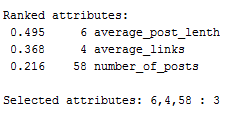 Ranked attributes:
0.495 6 average_post_lenth
0.368 4 average_links
0.216 58 number_of_posts
Selected attributes: 6,4,58 : 3